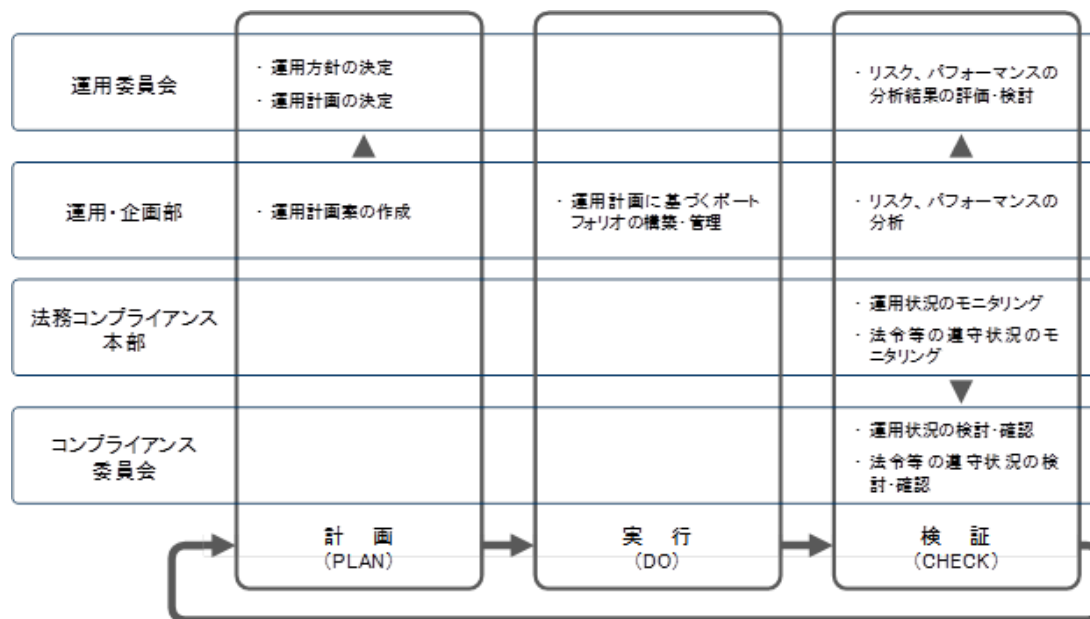 運用委員会
・ 運用方針の決定
・ 運用計画の決定
・ リスク、パフォーマンスの
分析結果の評価・検討
運用・企画部
・ 運用計画案の作成
・ 運用計画に基づくポート
フォリオの構築・管理
・ リスク、パフォーマンスの
分析
法務コンプライアンス
本部
・ 運用状況のモニタリング
・ 法令等の遵守状況のモ
ニタリング
コンプライアンス
委員会
・ 運用状況の検討・確認
・ 法令等の遵守状況の検
討・確認
計 画
（PLAN）
実 行
（DO）
検 証
（CHECK）